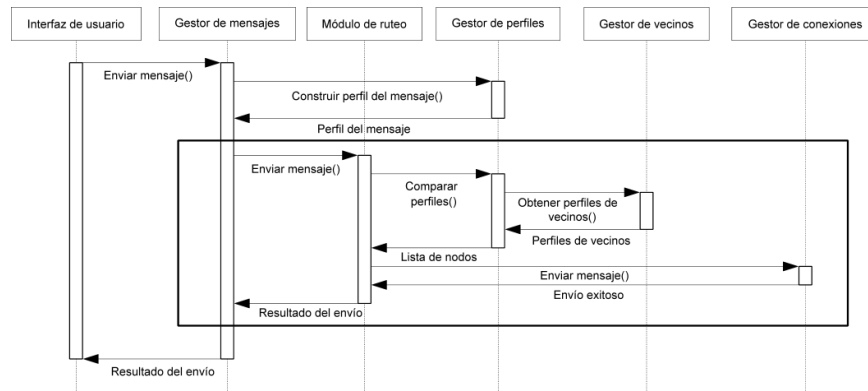 Interfaz de usuario
Gestor de mensajes
Módulo de ruteo
Gestor de perfiles
Gestor de vecinos
Gestor de conexiones
Enviar mensaje()
Construir perfil del mensaje()
Perfil del mensaje
Enviar mensaje()
Comparar
perfiles()
Obtener perfiles de
vecinos()
Perfiles de vecinos
Lista de nodos
Enviar mensaje()
Envío exitoso
Resultado del envío
Resultado del envío